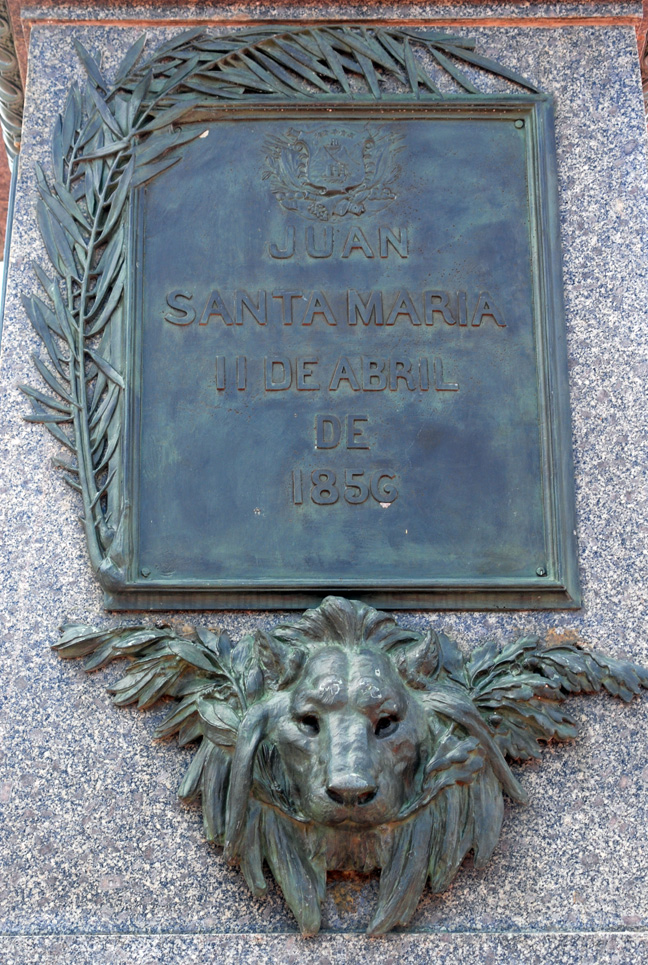 JUAN
SANTAMARIA
11 DE ABRIL
DE
1856